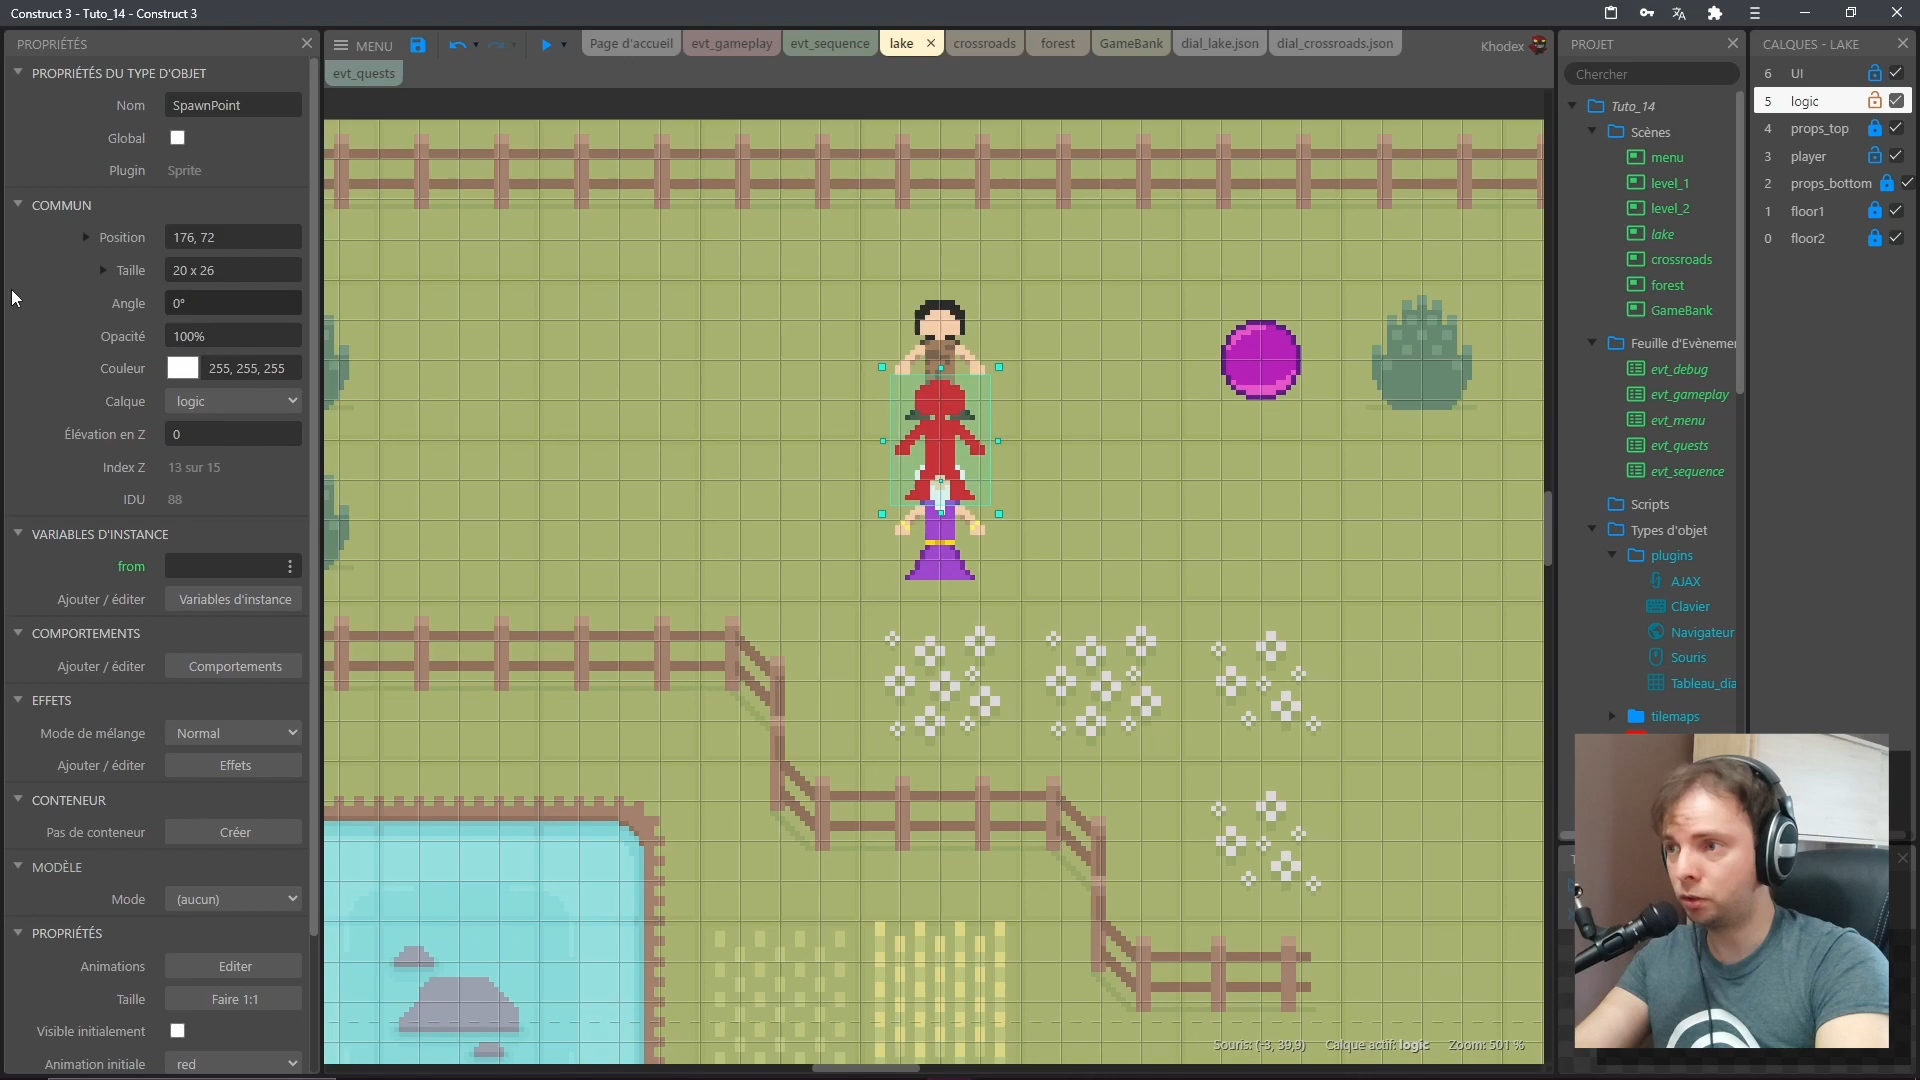 Construct 3 - Tuto_14 - Construct 3
PROPRIÉTÉS
PROPRIÉTÉS DU TYPE D'OBJET
Nom SpawnPoint
Global
Plugin Sprite
COMMUN
Position 176, 72
Taille 20 x 26
Angle 0°
Opacité 100%
Couleur 255, 255, 255
Calque logic
Élévation en Z 0
Index Z 13 sur 15
IDU 88
VARIABLES D'INSTANCE
from
Ajouter / éditer Variables d'instance
COMPORTEMENTS
Ajouter / éditer Comportements
EFFETS
Mode de mélange Normal
Ajouter / éditer Effets
CONTENEUR
Pas de conteneur Créer
MODÈLE
Mode (aucun)
PROPRIÉTÉS
Animations Editer
Taille Faire 1:1
Visible initialement
Animation initiale red
MENU
Page d'accueil evt_gameplay evt_sequence lake crossroads forest GameBank dial_lake.json dial_crossroads.json
evt_quests
Khodex
Souris: (-3, 39,9) Calque actif: logic Zoom: 501 %
PROJET
Chercher
Tuto_14
Scènes
menu
level_1
level_2
lake
crossroads
forest
GameBank
Feuille d'Evènemer
evt_debug
evt_gameplay
evt_menu
evt_quests
evt_sequence
Scripts
Types d'objet
plugins
AJAX
Clavier
Navigateur
Souris
Tableau_dia
tilemaps
CALQUES - LAKE
6 UI
5 logic
4 props_top
3 player
2 props_bottom
1 floor1
0 floor2